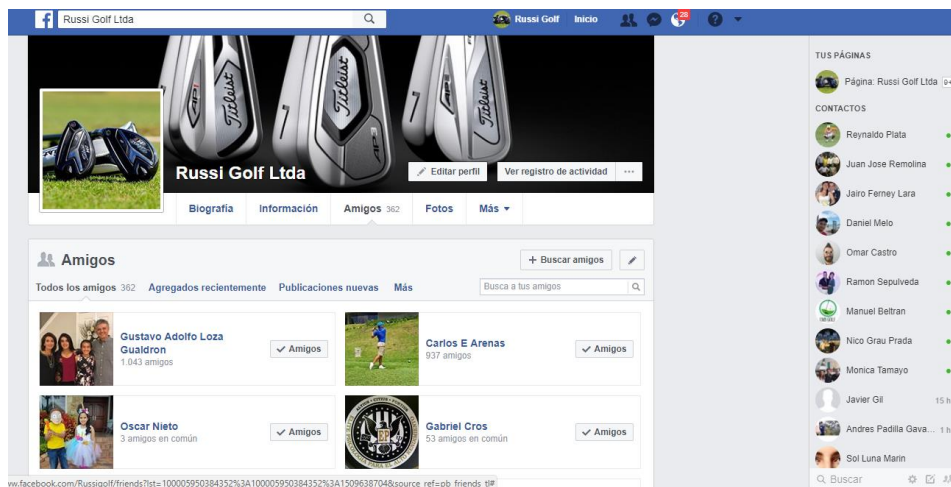 Russi Golf Ltda
Russi Golf Inicio 28
Titleist
AP1
7
Titleist
7
AP2
Titleist
Russi Golf Ltda
Editar perfil Ver registro de actividad ...
Biografía Información Amigos 362 Fotos Más
Amigos
+ Buscar amigos
Todos los amigos 362 Agregados recientemente Publicaciones nuevas Más
Busca a tus amigos
Gustavo Adolfo Loza
Gualdron
1.043 amigos
Amigos
Carlos E Arenas
937 amigos
Amigos
Oscar Nieto
3 amigos en común
Amigos
EP
Gabriel Cros
53 amigos en común
Amigos
TUS PÁGINAS
Página: Russi Golf Ltda
CONTACTOS
Reynaldo Plata
Juan Jose Remolina
Jairo Ferney Lara
Daniel Melo
Omar Castro
Ramon Sepulveda
Manuel Beltran
Nico Grau Prada
Monica Tamayo
Javier Gil 15 h
Andres Padilla Gava... 1 h
Sol Luna Marin
Buscar
w.facebook.com/Russigolf/friends?lst=100005950384352%3A100005950384352%3A1509638704&source_ref=pb_friends_tl#